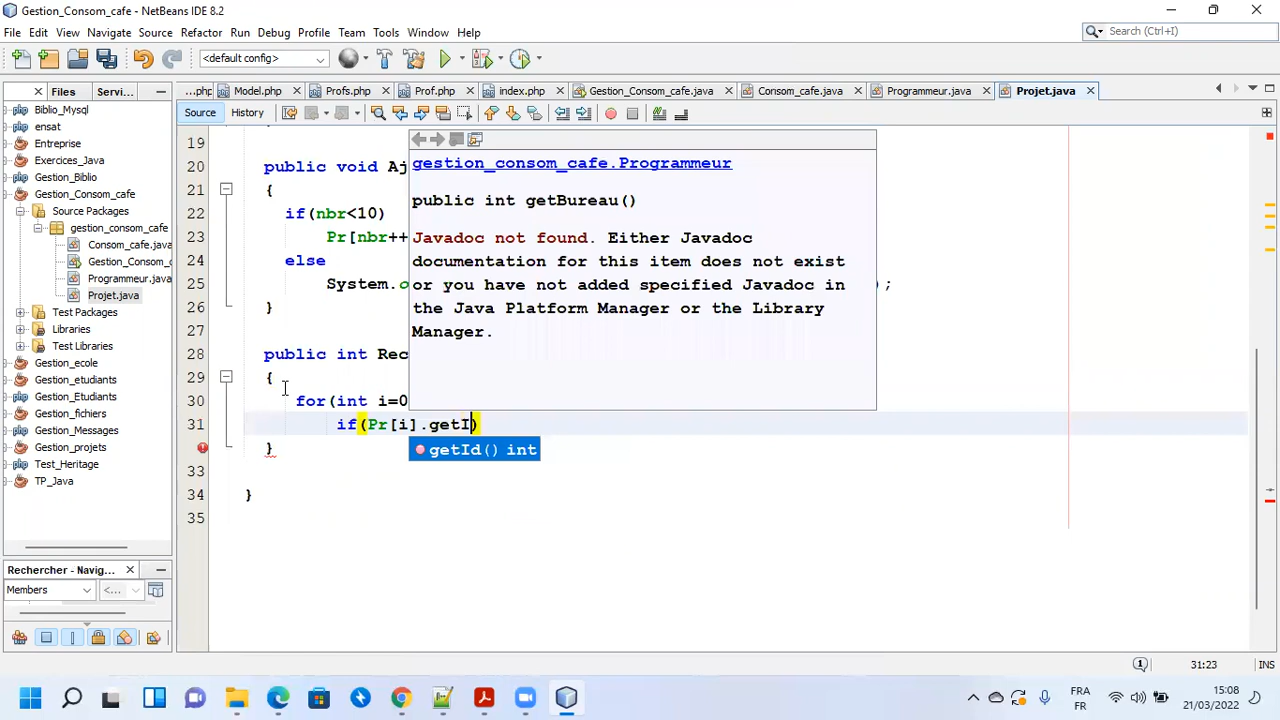 Gestion_Consom_cafe - NetBeans IDE 8.2
File Edit View Navigate Source Refactor Run Debug Profile Team Tools Window Help
Search (Ctrl+I)
<default config>
Files Servi...
...php Model.php Profs.php Prof.php index.php Gestion_Consom_cafe.java Consom_cafe.java Programmeur.java Projet.java
Source History
Biblio_Mysql
ensat
Entreprise
Exercices_Java
Gestion_Biblio
Gestion_Consom_cafe
Source Packages
gestion_consom_cafe
Consom_cafe.java
Gestion_Consom_c
Programmeur.java
Projet.java
Test Packages
Libraries
Test Libraries
Gestion_ecole
Gestion_etudiants
Gestion_Etudiants
Gestion_fichiers
Gestion_projets
Test_Heritage
TP_Java
Rechercher - Navig...
Members
<...
19
20 public void Aj
21 {
22 if(nbr<10)
23 Pr[nbr++
24 else
25 System.o );
26 }
27
28 public int Rec
29 {
30 for(int i=0
31 if(Pr[i].getI)
}
33
34 }
35
gestion_consom_cafe.Programmeur
public int getBureau()
Javadoc not found. Either Javadoc
documentation for this item does not exist
or you have not added specified Javadoc in
the Java Platform Manager or the Library
Manager.
getId() int
1 31:23 INS
FRA
FR
15:08
21/03/2022